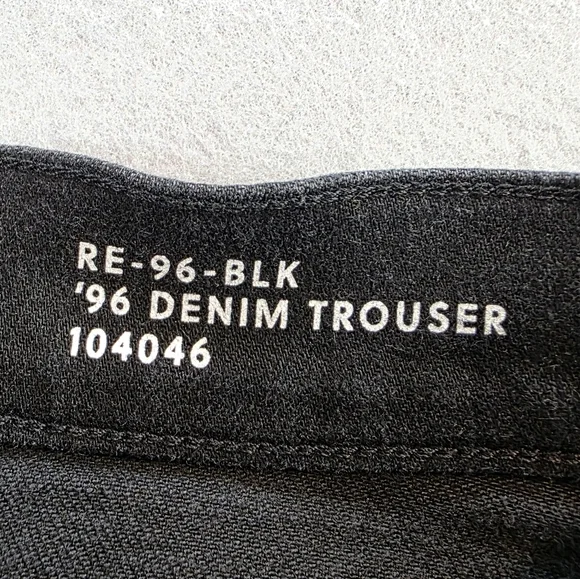 RE-96-BLK
'96 DENIM TROUSER
104046